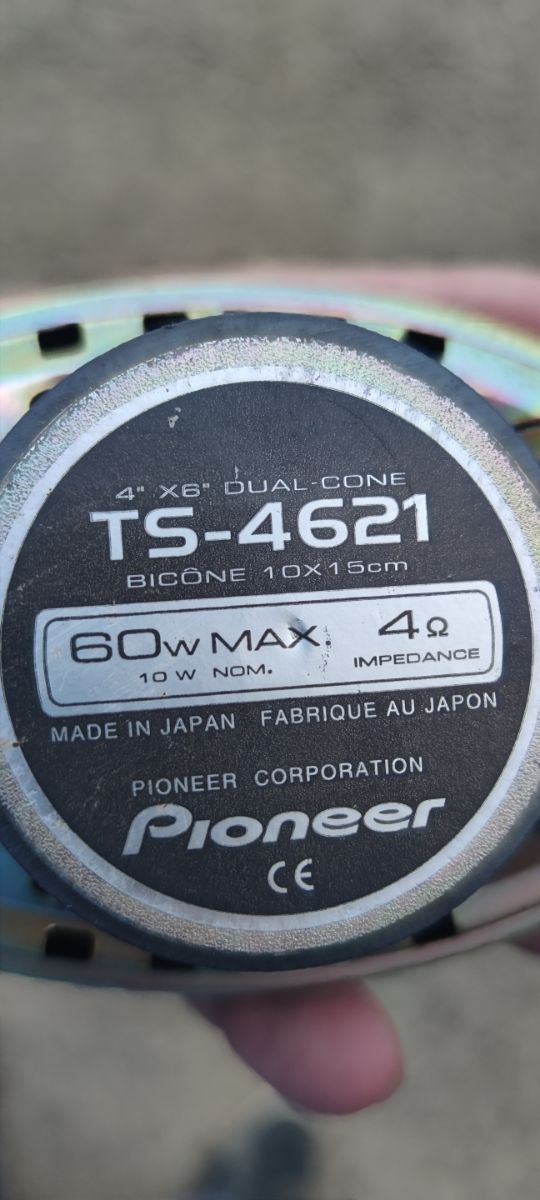 4" X6" DUAL-CONE
TS-4621
BICÔNE 10X15cm
60W MAX. 4Ω
10 W NOM. IMPEDANCE
MADE IN JAPAN FABRIQUE AU JAPON
PIONEER CORPORATION
Pioneer
CE